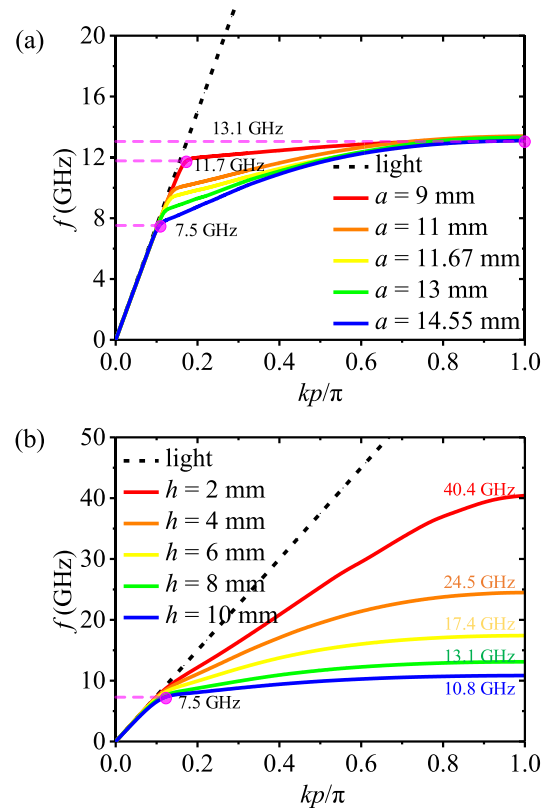 (a)
20
16
12
8
4
0
f (GHz)
13.1 GHz
11.7 GHz
7.5 GHz
light
a = 9 mm
a = 11 mm
a = 11.67 mm
a = 13 mm
a = 14.55 mm
0.0 0.2 0.4 0.6 0.8 1.0
kp/π
(b)
50
40
30
20
10
0
f (GHz)
light
h = 2 mm
h = 4 mm
h = 6 mm
h = 8 mm
h = 10 mm
40.4 GHz
24.5 GHz
17.4 GHz
13.1 GHz
10.8 GHz
7.5 GHz
0.0 0.2 0.4 0.6 0.8 1.0
kp/π